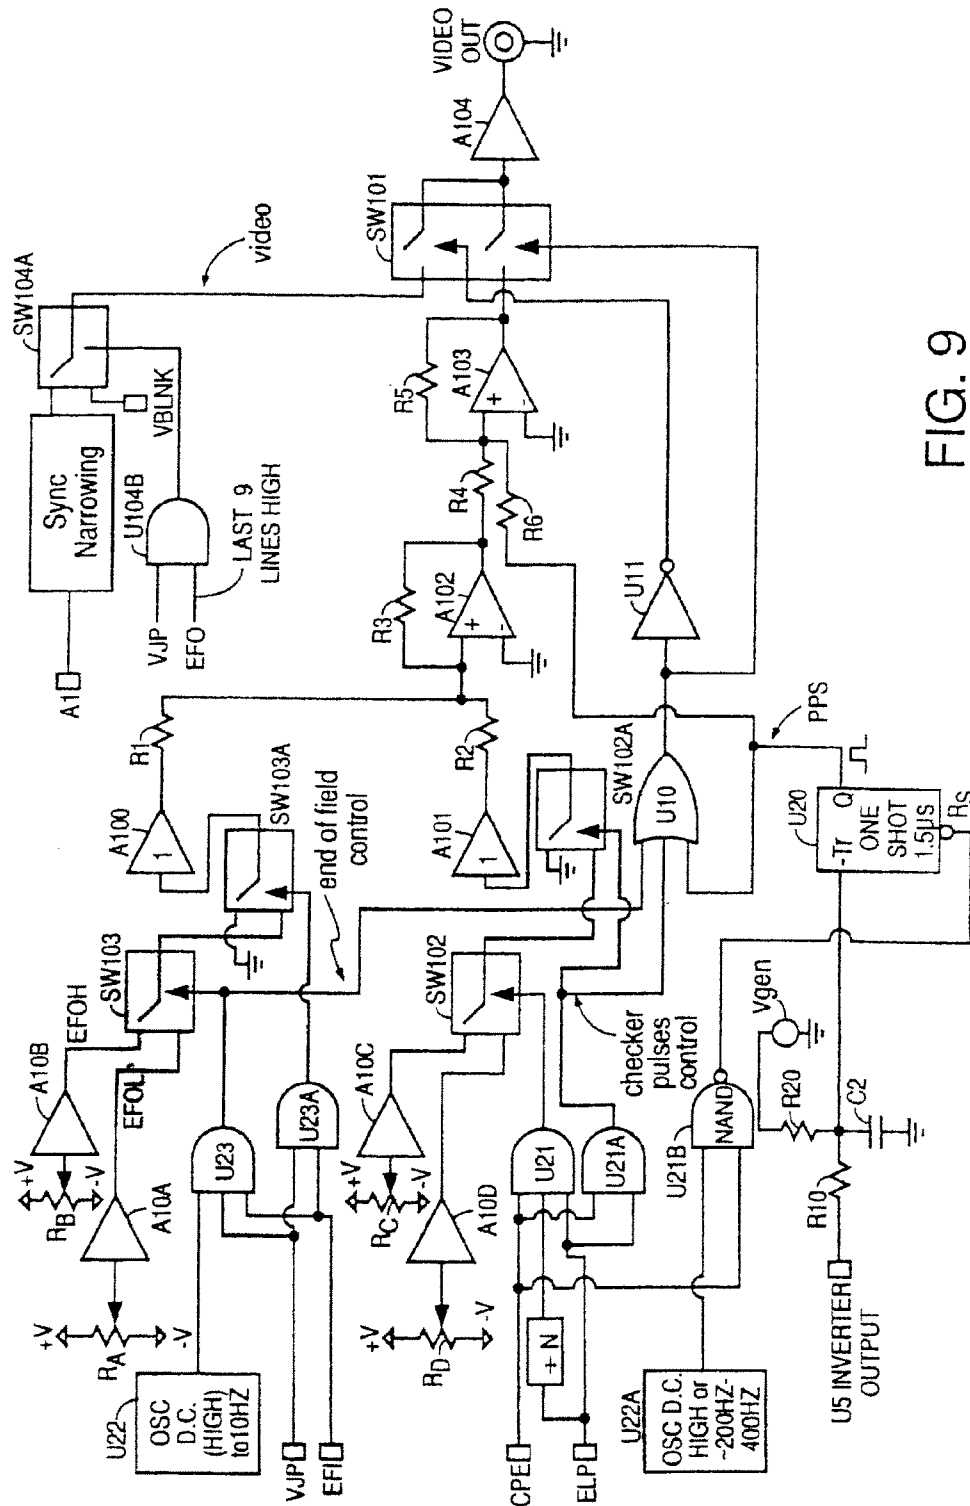 A1
Sync
Narrowing
SW104A
VBLNK
U104B
VJP
EFO
LAST 9
LINES HIGH
video
VIDEO
OUT
A104
SW101
R1
A100
1
SW103A
end of field
control
R2
A101
1
SW102A
R3
+
-
A102
R4
R5
R6
+
-
A103
U11
U10
PPS
EFOH
SW103
A10B
EFOL
+V
RB
-V
A10A
+V
RA
-V
U23
U23A
U22
OSC
D.C.
(HIGH)
to10HZ
VJP
EFI
SW102
A10C
+V
RC
-V
A10D
+V
RD
-V
U21
U21A
+ N
CPE
ELP
checker
pulses
control
U21B
NAND
U22A
OSC D.C.
HIGH or
~200HZ-
400HZ
Vgen
R20
C2
R10
U5 INVERTER
OUTPUT
U20
-Tr
Q
ONE
SHOT
1.5µs
RS
FIG. 9